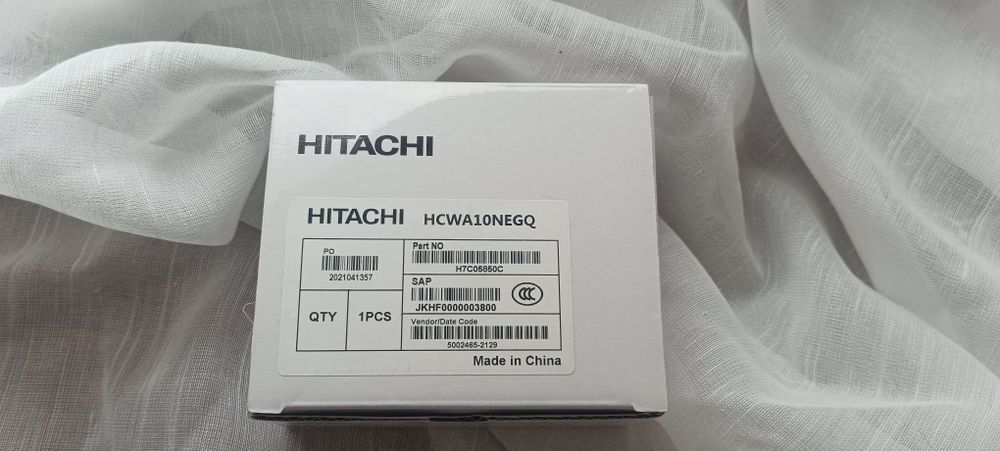 HITACHI
HITACHI HCWA10NEGQ
PO
2021041357
QTY 1PCS
Part NO
H7C05850C
SAP
JKHF0000003800
CCC
Vendor/Date Code
5002465-2129
Made in China